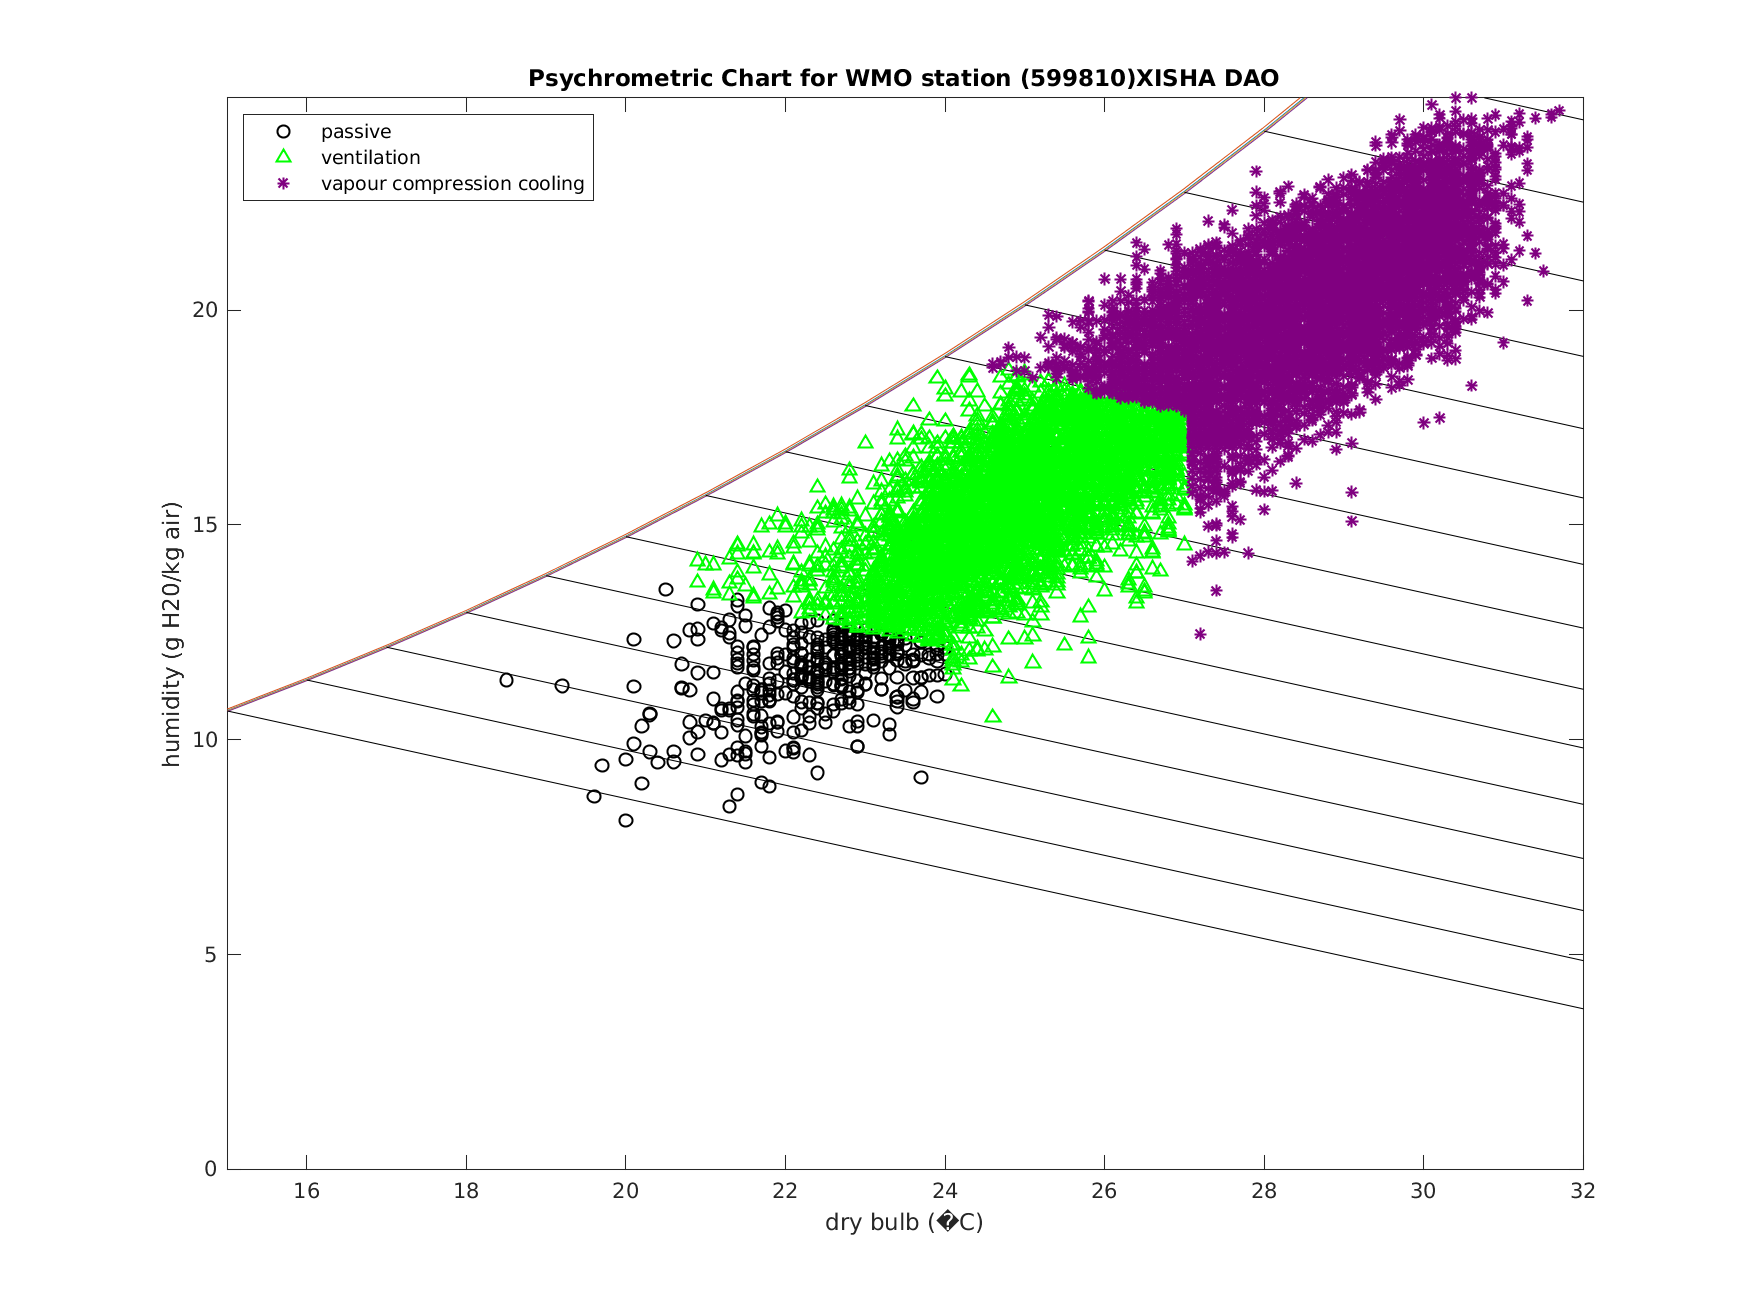 Psychrometric Chart for WMO station (599810)XISHA DAO
passive
ventilation
vapour compression cooling
humidity (g H20/kg air)
20
15
10
5
0
16 18 20 22 24 26 28 30 32
dry bulb (�C)